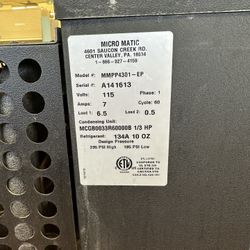 MICRO MATIC
4601 SAUCON CREEK RD.
CENTER VALLEY, PA. 18034
1-866-327-4159
Model #: MMPP4301-EP
Serial #: A141613
Volts: 115 Phase: 1
Amps: 7 Cycle: 60
Load 1: 6.5 Load 2: 0.5
Condensing Unit:
MCGB0033R60000B 1/3 HP
Refrigerant: 134A 10 OZ
Design Pressure
295 PSI High 195 PSI Low